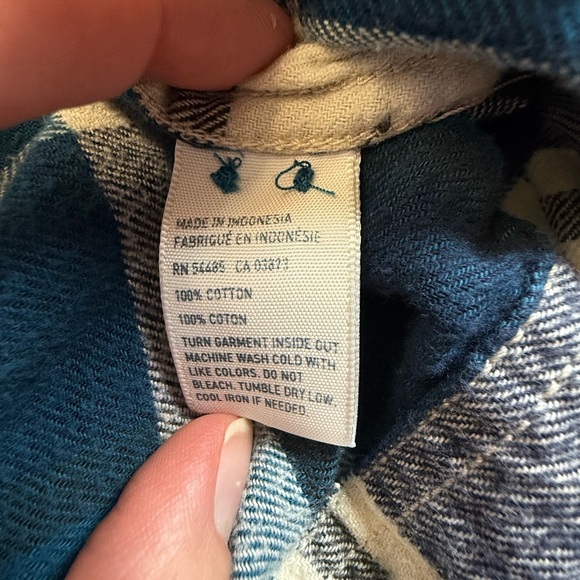 MADE IN INDONESIA
FABRIQUÉ EN INDONÉSIE
RN 54485 CA 03823
100% COTTON
100% COTON
TURN GARMENT INSIDE OUT
MACHINE WASH COLD WITH
LIKE COLORS. DO NOT
BLEACH. TUMBLE DRY LOW.
COOL IRON IF NEEDED.